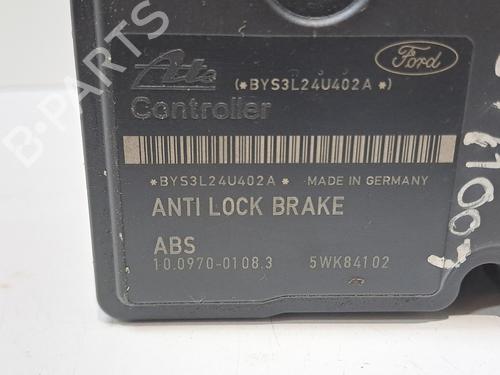 Ate
(*BYS3L24U402A*)
Ford
Controller
*BYS3L24U402A* MADE IN GERMANY
ANTI LOCK BRAKE
ABS
10.0970-0108.3 5WK84102
B-PARTS